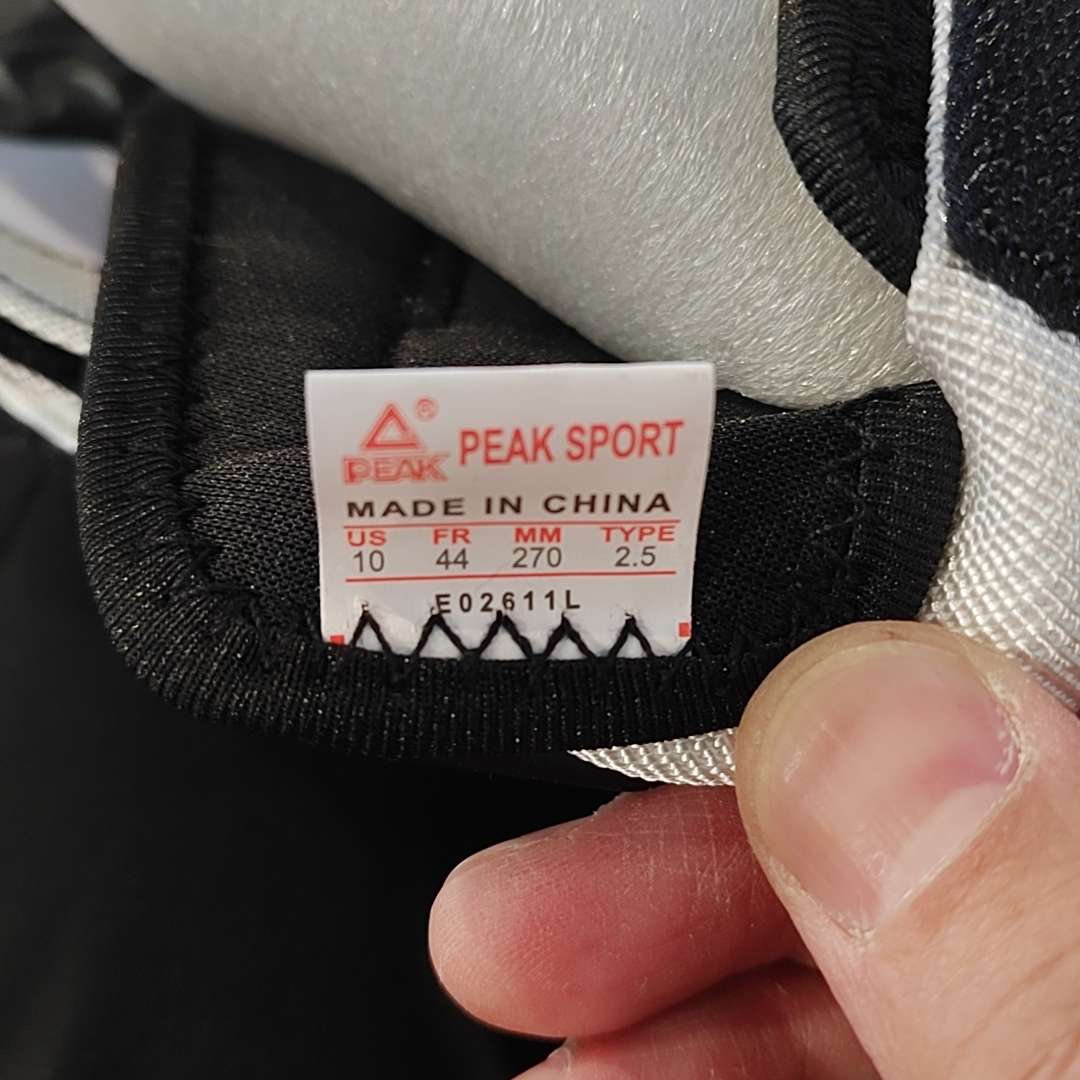 ®
PEAK PEAK SPORT
MADE IN CHINA
US FR MM TYPE
10 44 270 2.5
E02611L